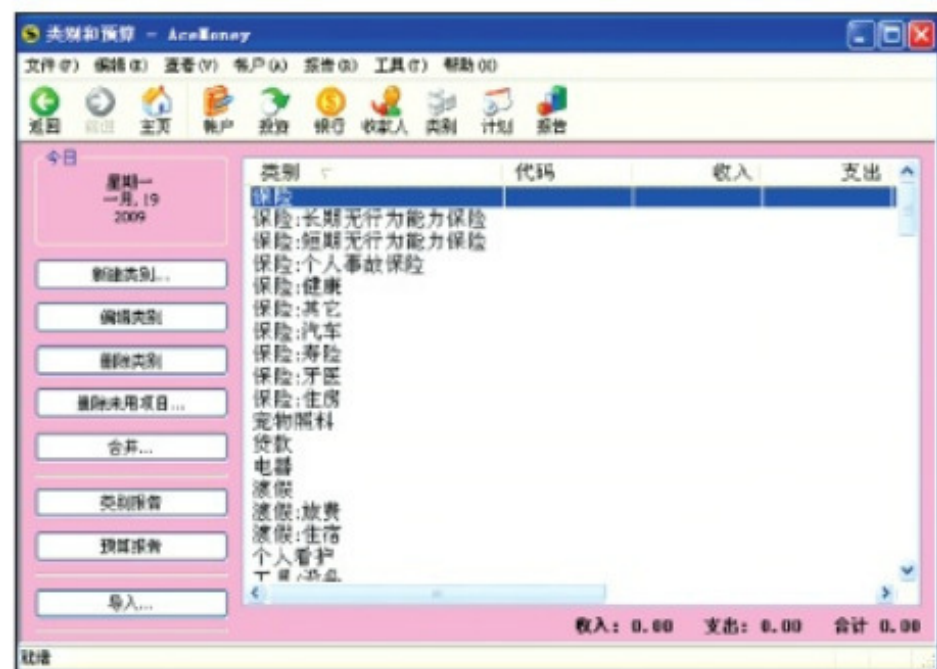 类别和预算 - AceMoney
文件(F) 编辑(E) 查看(V) 帐户(A) 报告(R) 工具(T) 帮助(H)
返回 前进 主页 帐户 投资 银行 收款人 类别 计划 报告
今日
星期一
一月, 19
2009
新建类别...
编辑类别
删除类别
删除未用项目...
合并...
类别报告
预算报告
导入...
类别 代码 收入 支出
保险
保险:长期无行为能力保险
保险:短期无行为能力保险
保险:个人事故保险
保险:健康
保险:其它
保险:汽车
保险:寿险
保险:牙医
保险:住房
宠物照料
贷款
电器
渡假
渡假:旅费
渡假:住宿
个人看护
收入: 0.00 支出: 0.00 合计 0.00
就绪